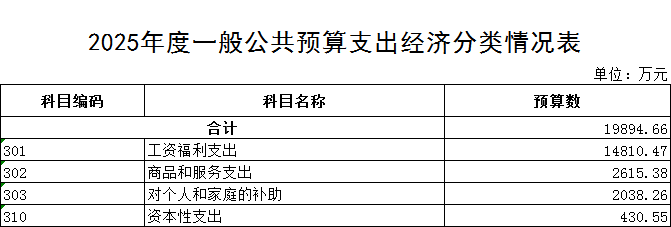 2025年度一般公共预算支出经济分类情况表
单位：万元
科目编码 科目名称 预算数
合计 19894.66
301 工资福利支出 14810.47
302 商品和服务支出 2615.38
303 对个人和家庭的补助 2038.26
310 资本性支出 430.55